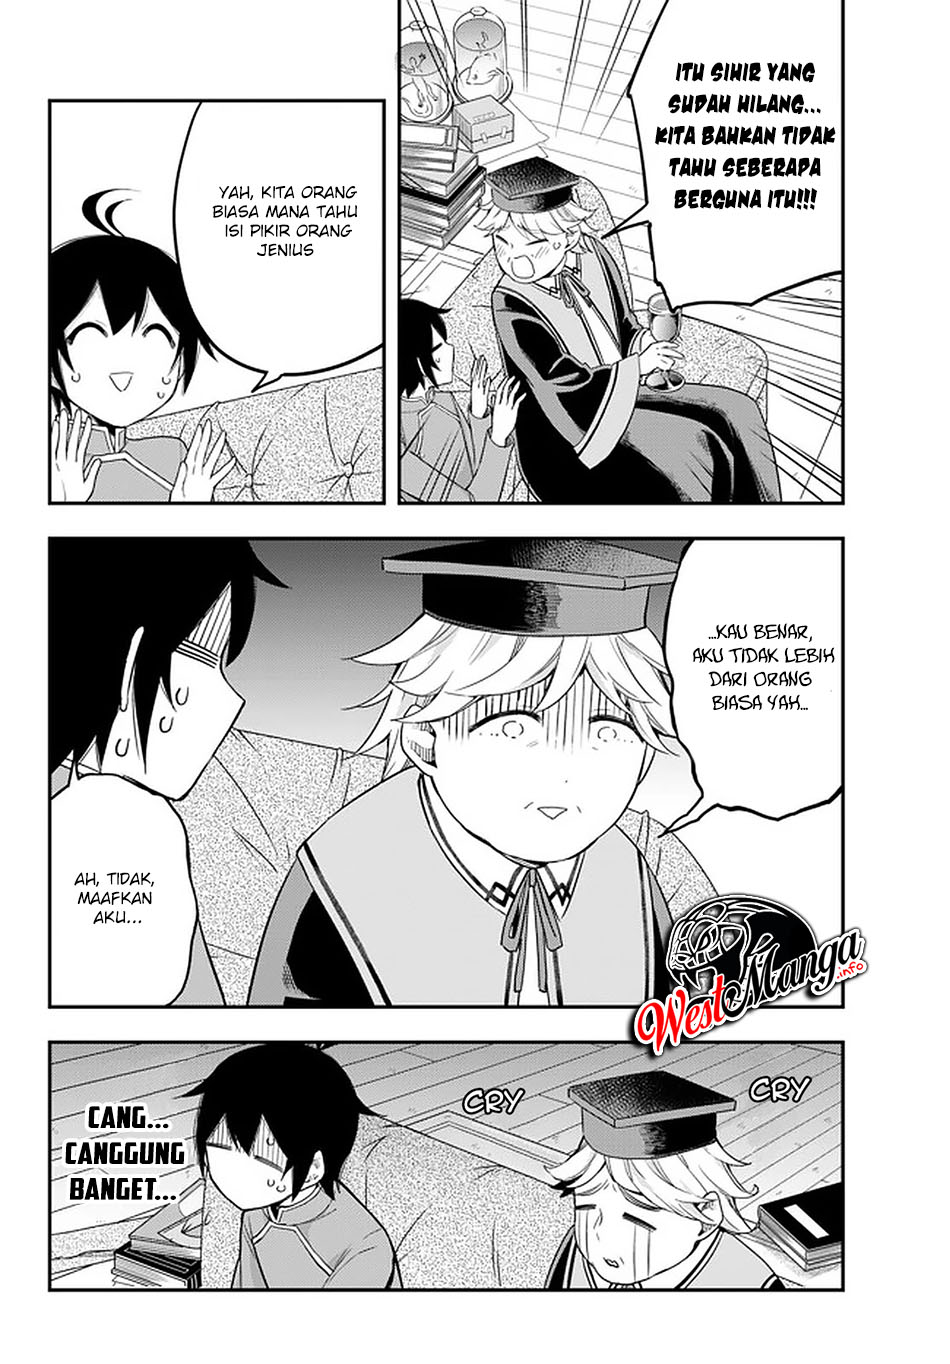 ITU SIHIR YANG
SUDAH HILANG...
KITA BAHKAN TIDAK
TAHU SEBERAPA
BERGUNA ITU!!!
YAH, KITA ORANG
BIASA MANA TAHU
ISI PIKIR ORANG
JENIUS
...KAU BENAR,
AKU TIDAK LEBIH
DARI ORANG
BIASA YAH...
AH, TIDAK,
MAAFKAN
AKU...
WestManga
.info
CRY
CRY
CANG...
CANGGUNG
BANGET...